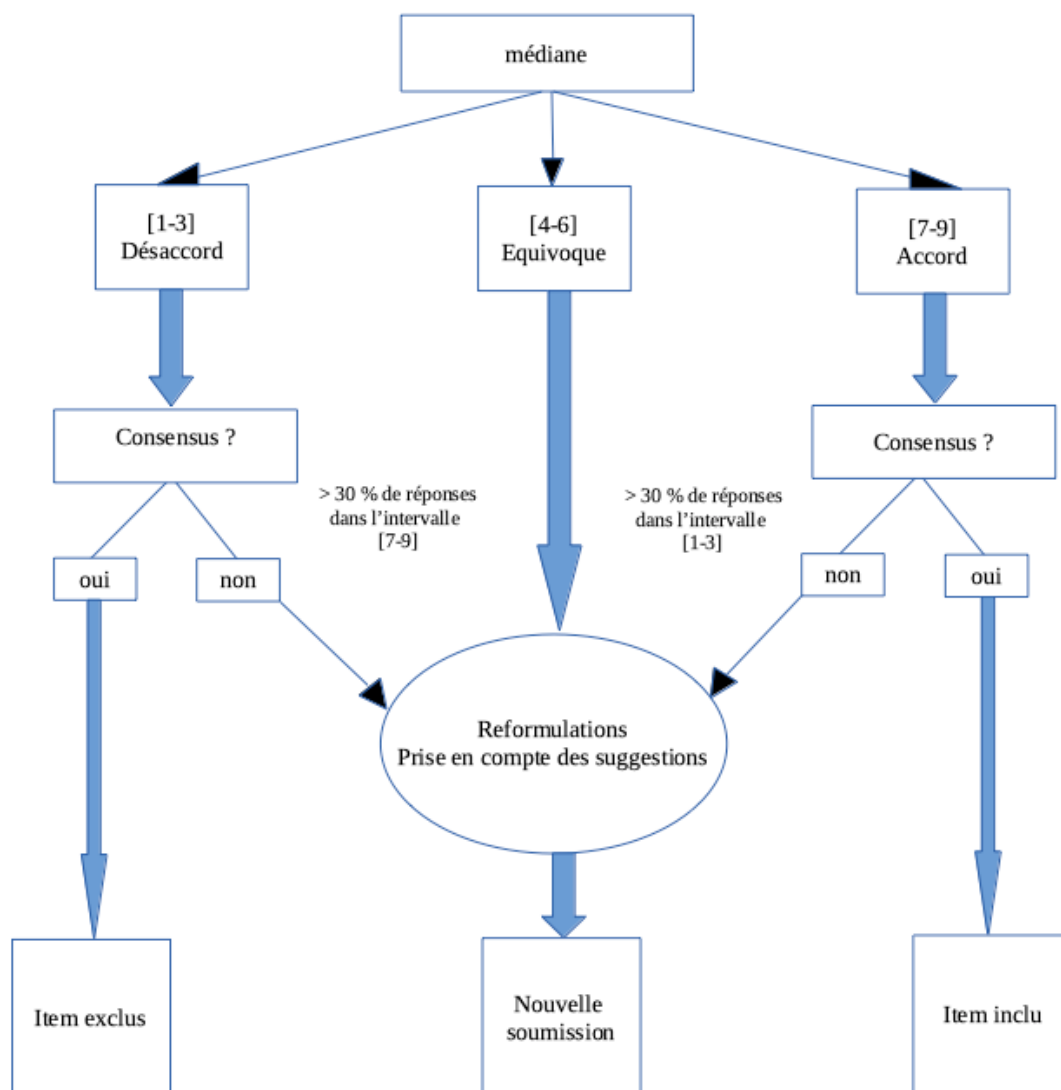 médiane
[1-3]
Désaccord
[4-6]
Equivoque
[7-9]
Accord
Consensus ?
Consensus ?
> 30 % de réponses
dans l’intervalle
[7-9]
> 30 % de réponses
dans l’intervalle
[1-3]
oui
non
non
oui
Reformulations
Prise en compte des suggestions
Item exclus
Nouvelle
soumission
Item inclu